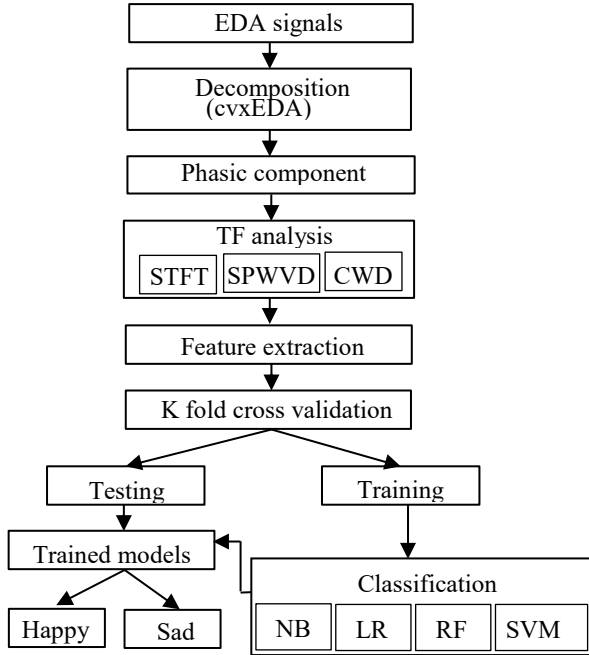 EDA signals
Decomposition
(cvxEDA)
Phasic component
TF analysis
STFT SPWVD CWD
Feature extraction
K fold cross validation
Testing
Training
Trained models
Classification
Happy Sad
NB LR RF SVM